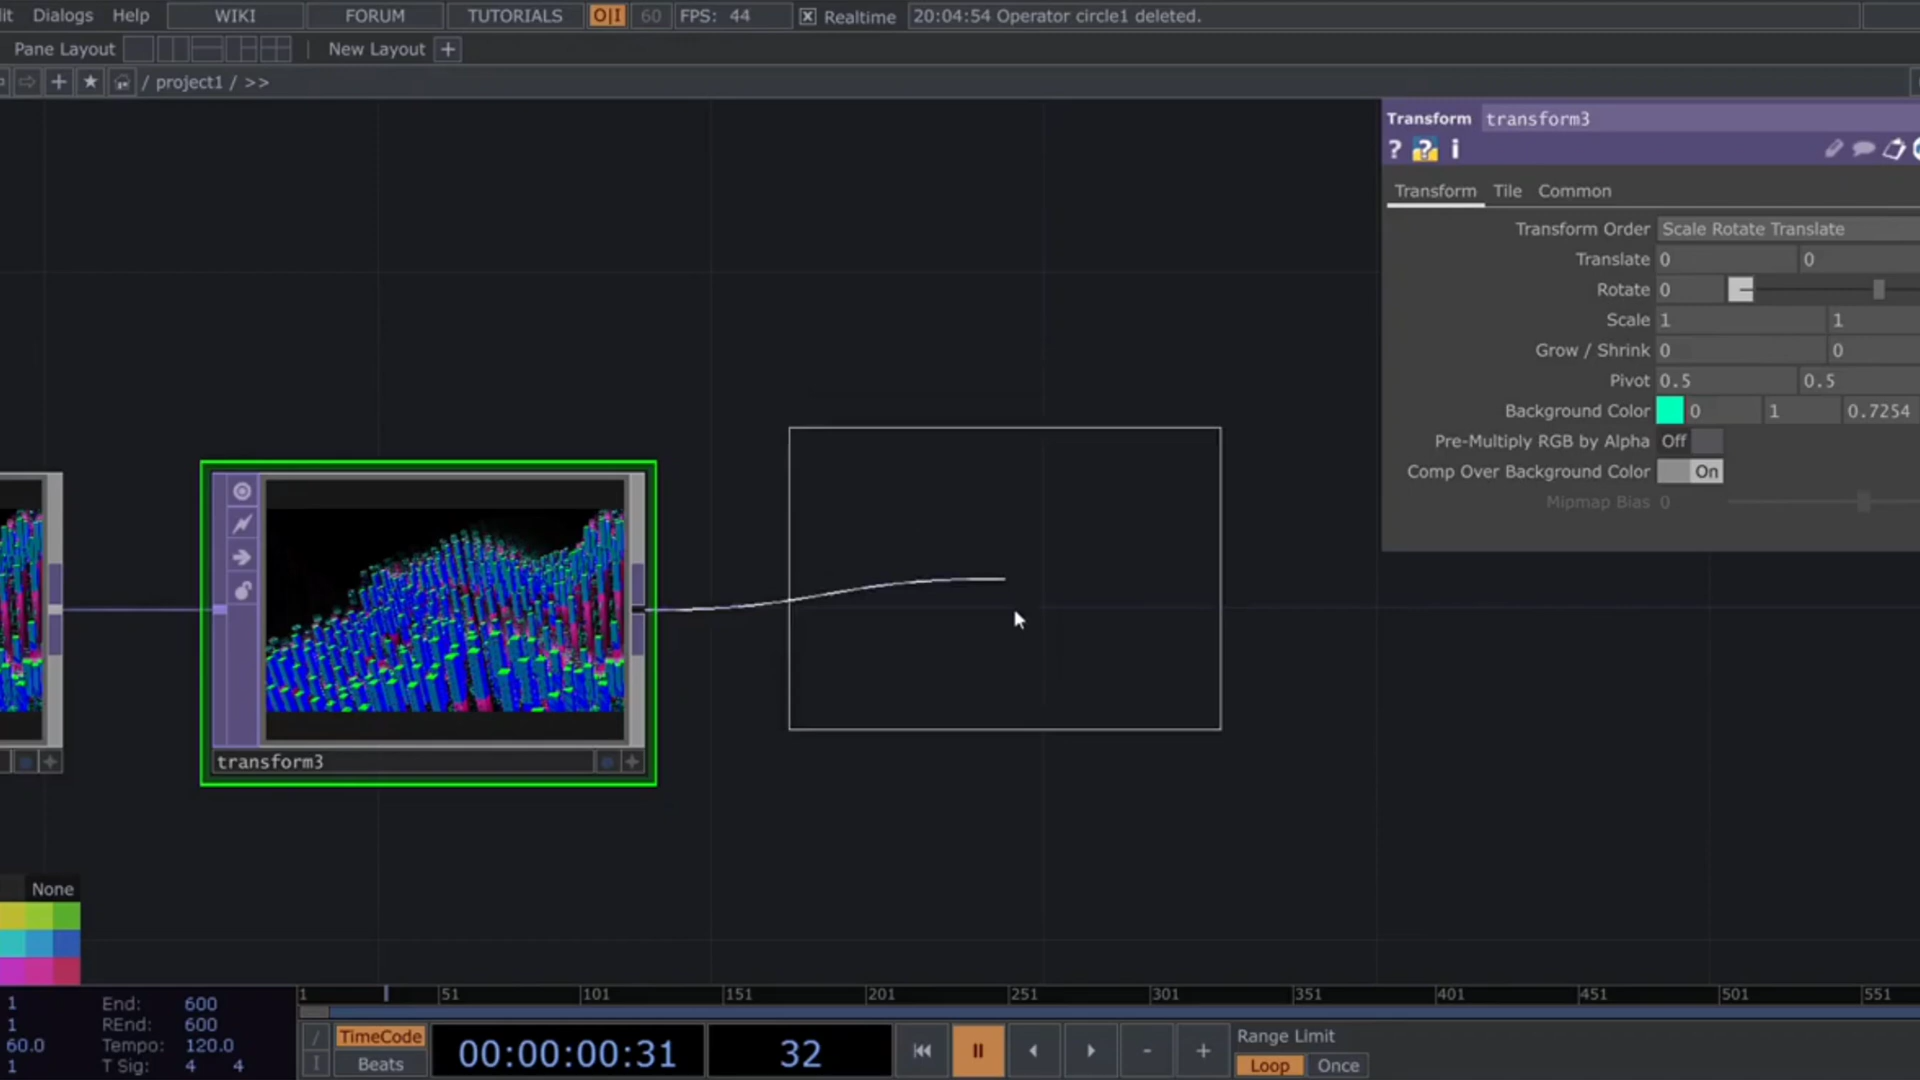 Dialogs Help WIKI FORUM TUTORIALS O|I 60 FPS: 44 Realtime 20:04:54 Operator circle1 deleted.
Pane Layout New Layout +
/ project1 / >>
Transform transform3
? ? i
Transform Tile Common
Transform Order Scale Rotate Translate
Translate 0 0
Rotate 0
Scale 1 1
Grow / Shrink 0 0
Pivot 0.5 0.5
Background Color 0 1 0.7254
Pre-Multiply RGB by Alpha Off
Comp Over Background Color On
Mipmap Bias 0
transform3
None
1 51 101 151 201 251 301 351 401 451 501 551
1 End: 600
1 REnd: 600
60.0 Tempo: 120.0
1 T Sig: 4 4
TimeCode
Beats
00:00:00:31
32
- +
Range Limit
Loop Once